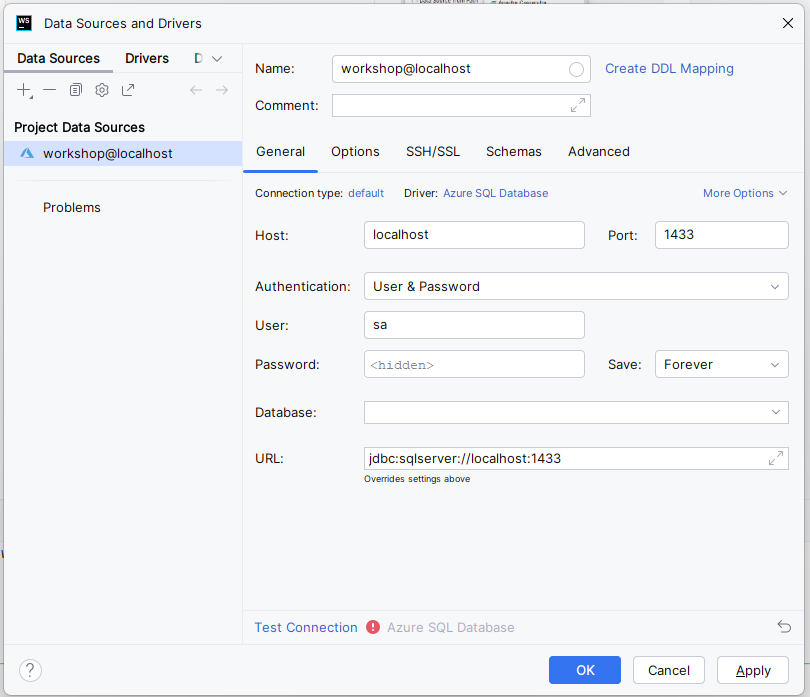 WS Data Sources and Drivers
Data Sources Drivers D
Project Data Sources
workshop@localhost
Problems
Name: workshop@localhost Create DDL Mapping
Comment:
General Options SSH/SSL Schemas Advanced
Connection type: default Driver: Azure SQL Database More Options
Host: localhost Port: 1433
Authentication: User & Password
User: sa
Password: <hidden> Save: Forever
Database:
URL: jdbc:sqlserver://localhost:1433
Overrides settings above
Test Connection Azure SQL Database
? OK Cancel Apply